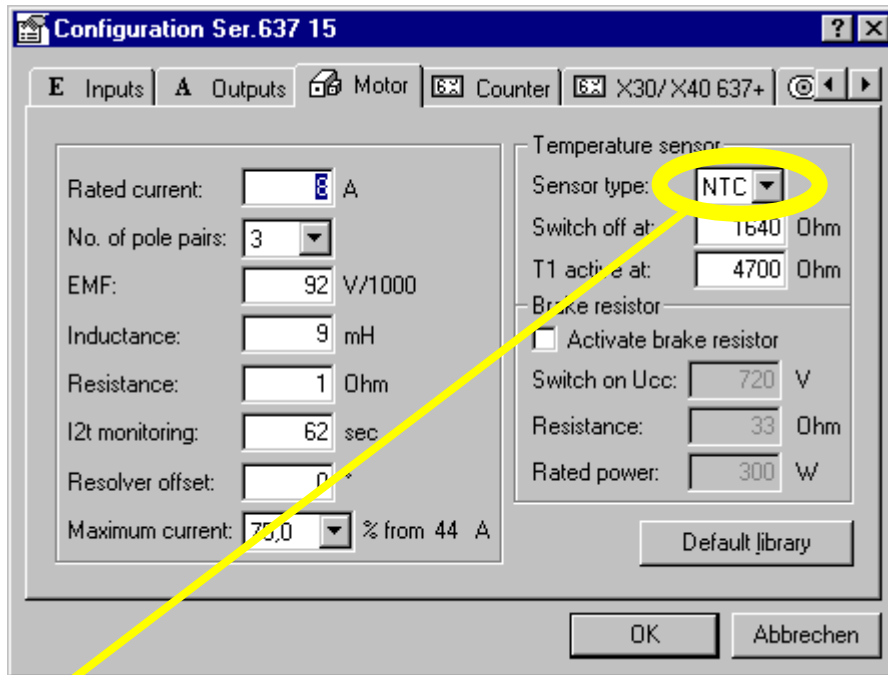 Configuration Ser.637 15
E Inputs A Outputs Motor Counter X30/X40 637+
Rated current: 8 A
No. of pole pairs: 3
EMF: 92 V/1000
Inductance: 9 mH
Resistance: 1 Ohm
I2t monitoring: 62 sec
Resolver offset: 0 °
Maximum current: 75,0 % from 44 A
Temperature sensor
Sensor type: NTC
Switch off at: 1640 Ohm
T1 active at: 4700 Ohm
Brake resistor
Activate brake resistor
Switch on Ucc: 720 V
Resistance: 33 Ohm
Rated power: 300 W
Default library
OK Abbrechen